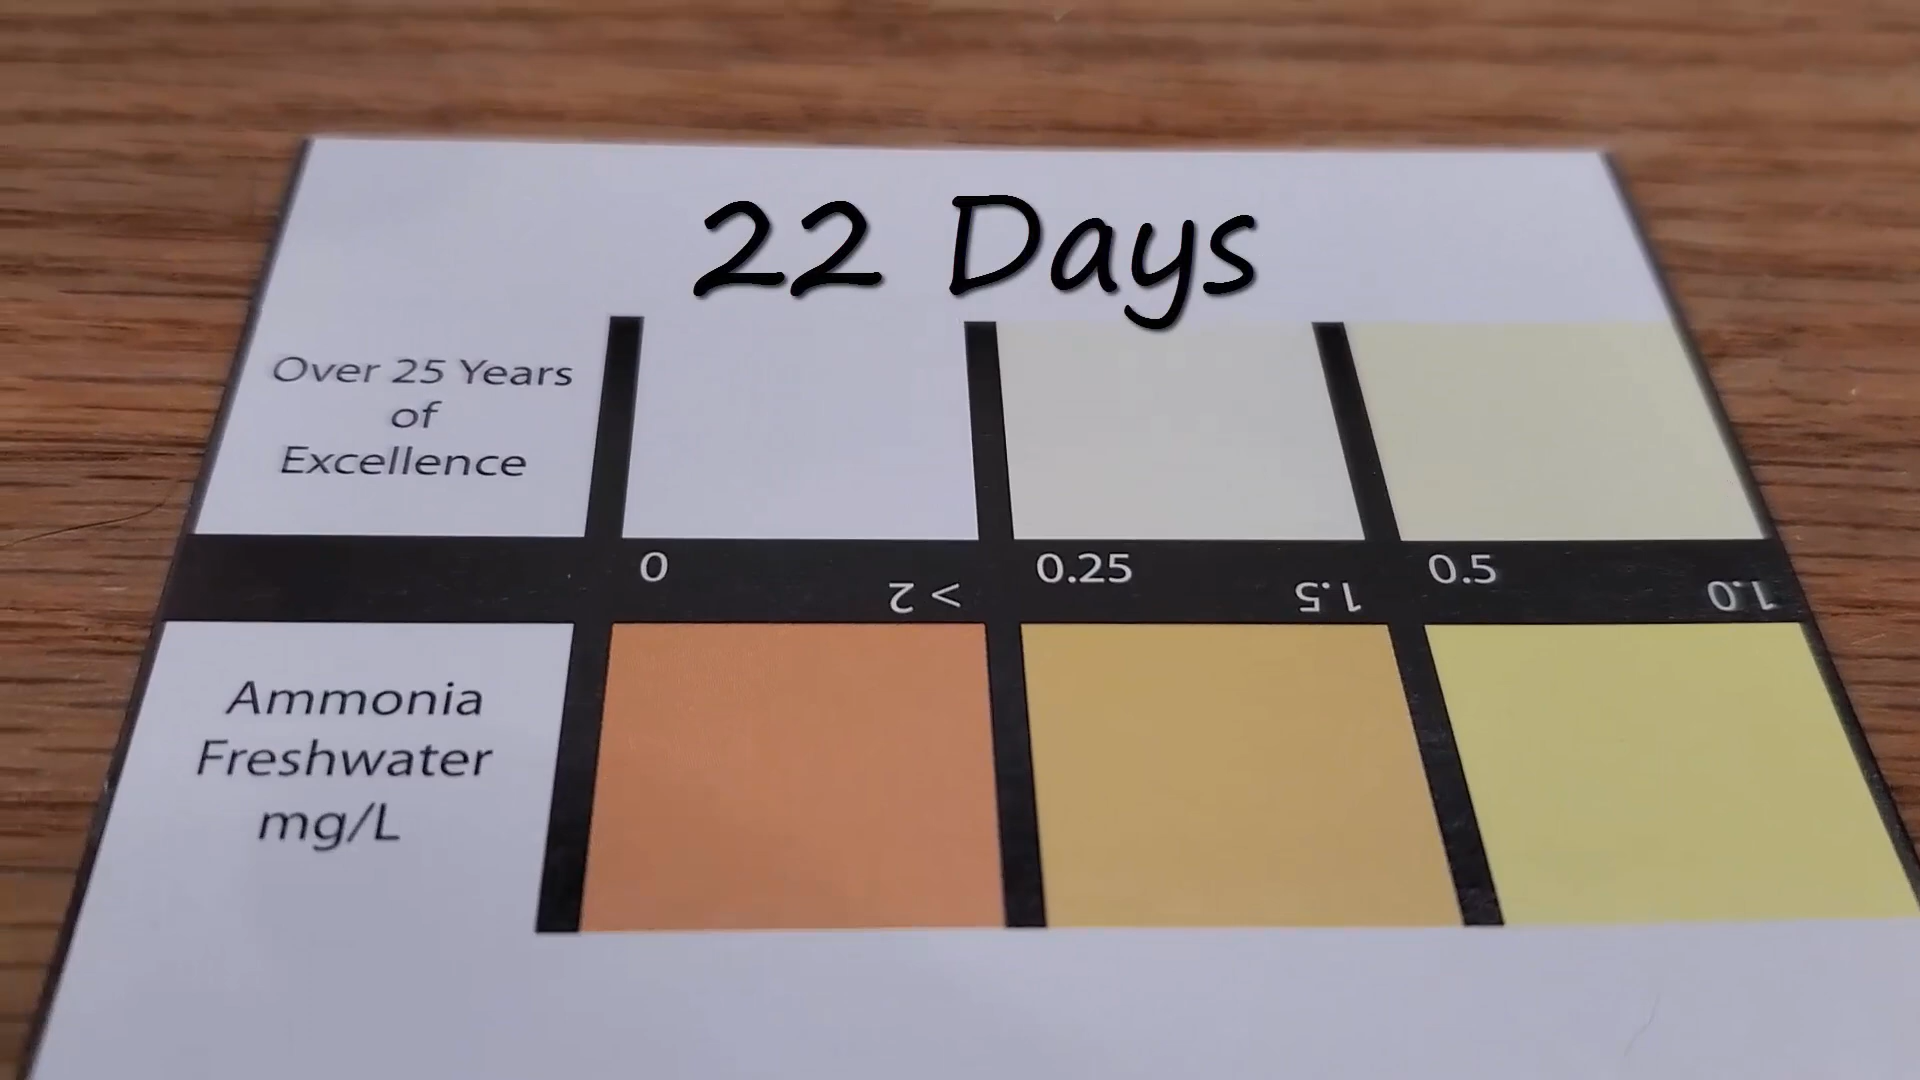 22 Days
Over 25 Years
of
Excellence
0
0.25
0.5
> 2
1.5
1.0
Ammonia
Freshwater
mg/L